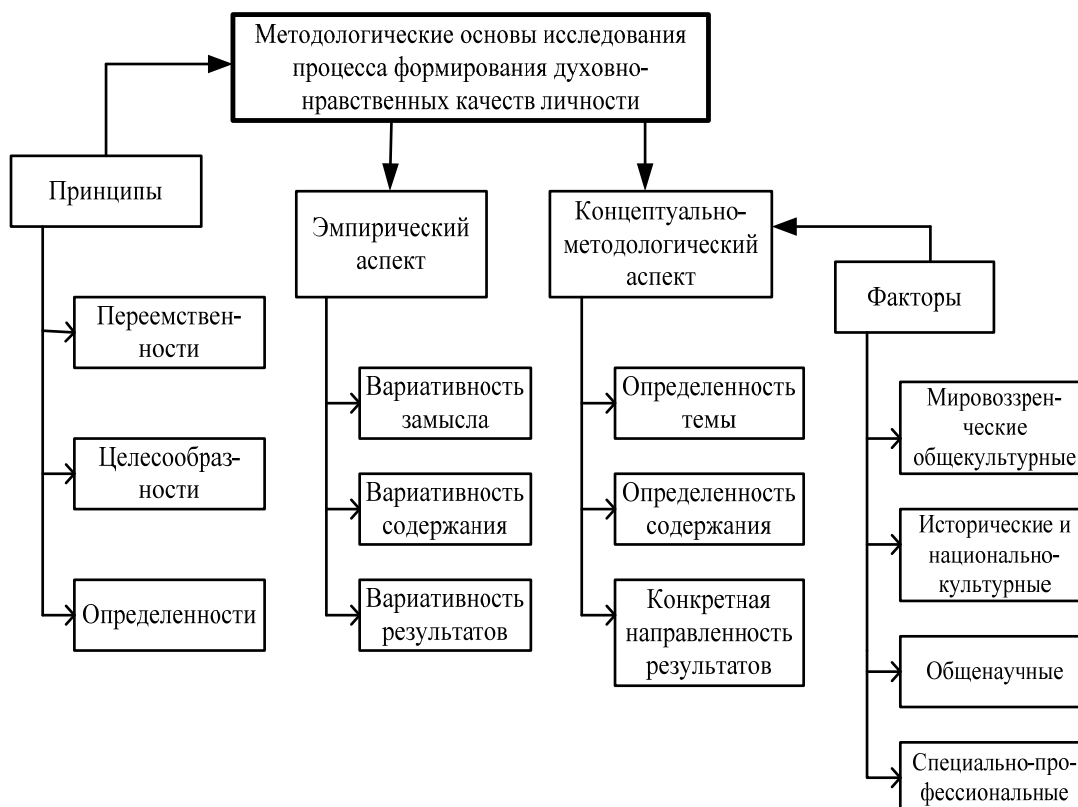 Методологические основы исследования
процесса формирования духовно-
нравственных качеств личности
Принципы
Переемствен-
ности
Целесообраз-
ности
Определенности
Эмпирический
аспект
Вариативность
замысла
Вариативность
содержания
Вариативность
результатов
Концептуально-
методологический
аспект
Определенность
темы
Определенность
содержания
Конкретная
направленность
результатов
Факторы
Мировоззрен-
ческие
общекультурные
Исторические и
национально-
культурные
Общенаучные
Специально-про-
фессиональные